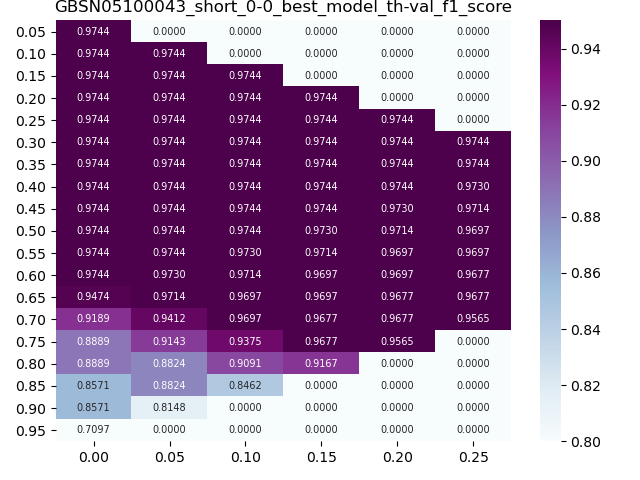 GBSN05100043_short_0-0_best_model_th-val_f1_score
0.05 0.9744 0.0000 0.0000 0.0000 0.0000 0.0000
0.10 0.9744 0.9744 0.0000 0.0000 0.0000 0.0000
0.15 0.9744 0.9744 0.9744 0.0000 0.0000 0.0000
0.20 0.9744 0.9744 0.9744 0.9744 0.0000 0.0000
0.25 0.9744 0.9744 0.9744 0.9744 0.9744 0.0000
0.30 0.9744 0.9744 0.9744 0.9744 0.9744 0.9744
0.35 0.9744 0.9744 0.9744 0.9744 0.9744 0.9744
0.40 0.9744 0.9744 0.9744 0.9744 0.9744 0.9730
0.45 0.9744 0.9744 0.9744 0.9744 0.9730 0.9714
0.50 0.9744 0.9744 0.9744 0.9730 0.9714 0.9697
0.55 0.9744 0.9744 0.9730 0.9714 0.9697 0.9697
0.60 0.9744 0.9730 0.9714 0.9697 0.9697 0.9677
0.65 0.9474 0.9714 0.9697 0.9697 0.9677 0.9677
0.70 0.9189 0.9412 0.9697 0.9677 0.9677 0.9565
0.75 0.8889 0.9143 0.9375 0.9677 0.9565 0.0000
0.80 0.8889 0.8824 0.9091 0.9167 0.0000 0.0000
0.85 0.8571 0.8824 0.8462 0.0000 0.0000 0.0000
0.90 0.8571 0.8148 0.0000 0.0000 0.0000 0.0000
0.95 0.7097 0.0000 0.0000 0.0000 0.0000 0.0000
0.00 0.05 0.10 0.15 0.20 0.25
0.94
0.92
0.90
0.88
0.86
0.84
0.82
0.80